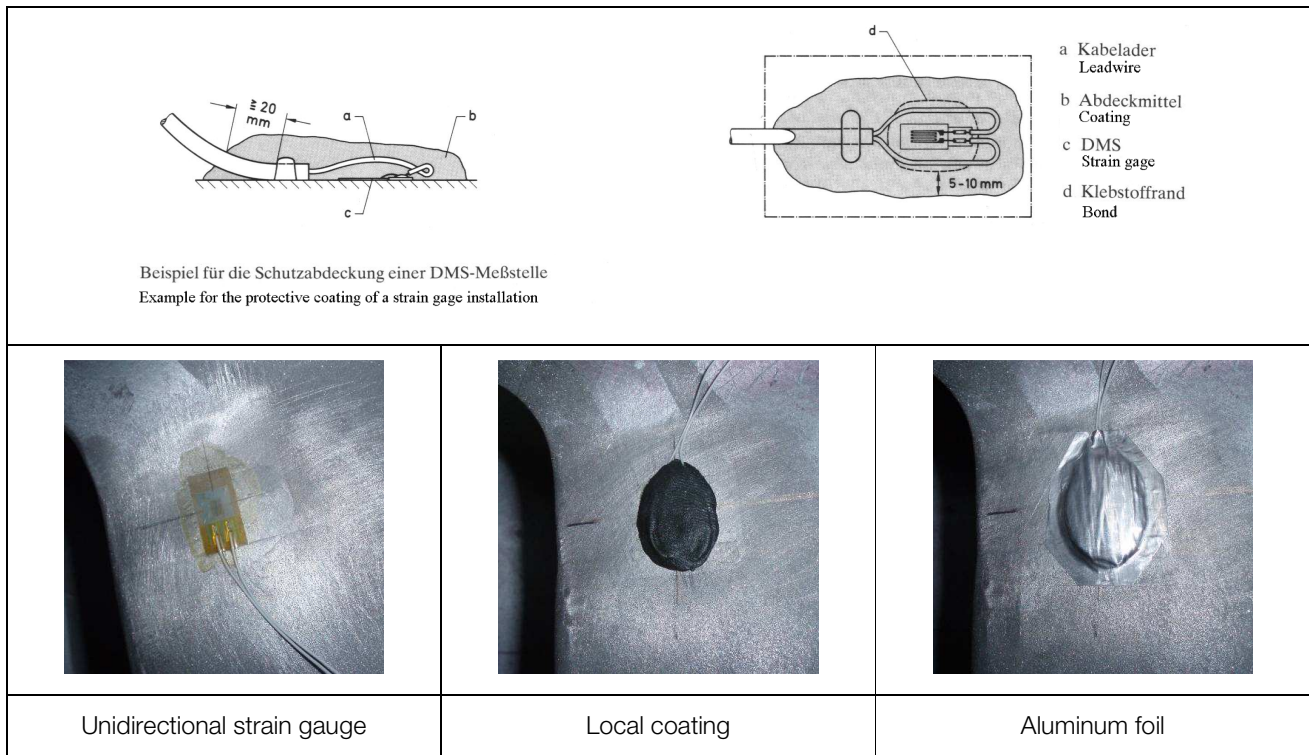 d
a Kabelader
Leadwire
≧ 20
mm
a
b
b Abdeckmittel
Coating
c DMS
Strain gage
5-10 mm
d Klebstoffrand
Bond
c
Beispiel für die Schutzabdeckung einer DMS-Meßstelle
Example for the protective coating of a strain gage installation
Unidirectional strain gauge
Local coating
Aluminum foil